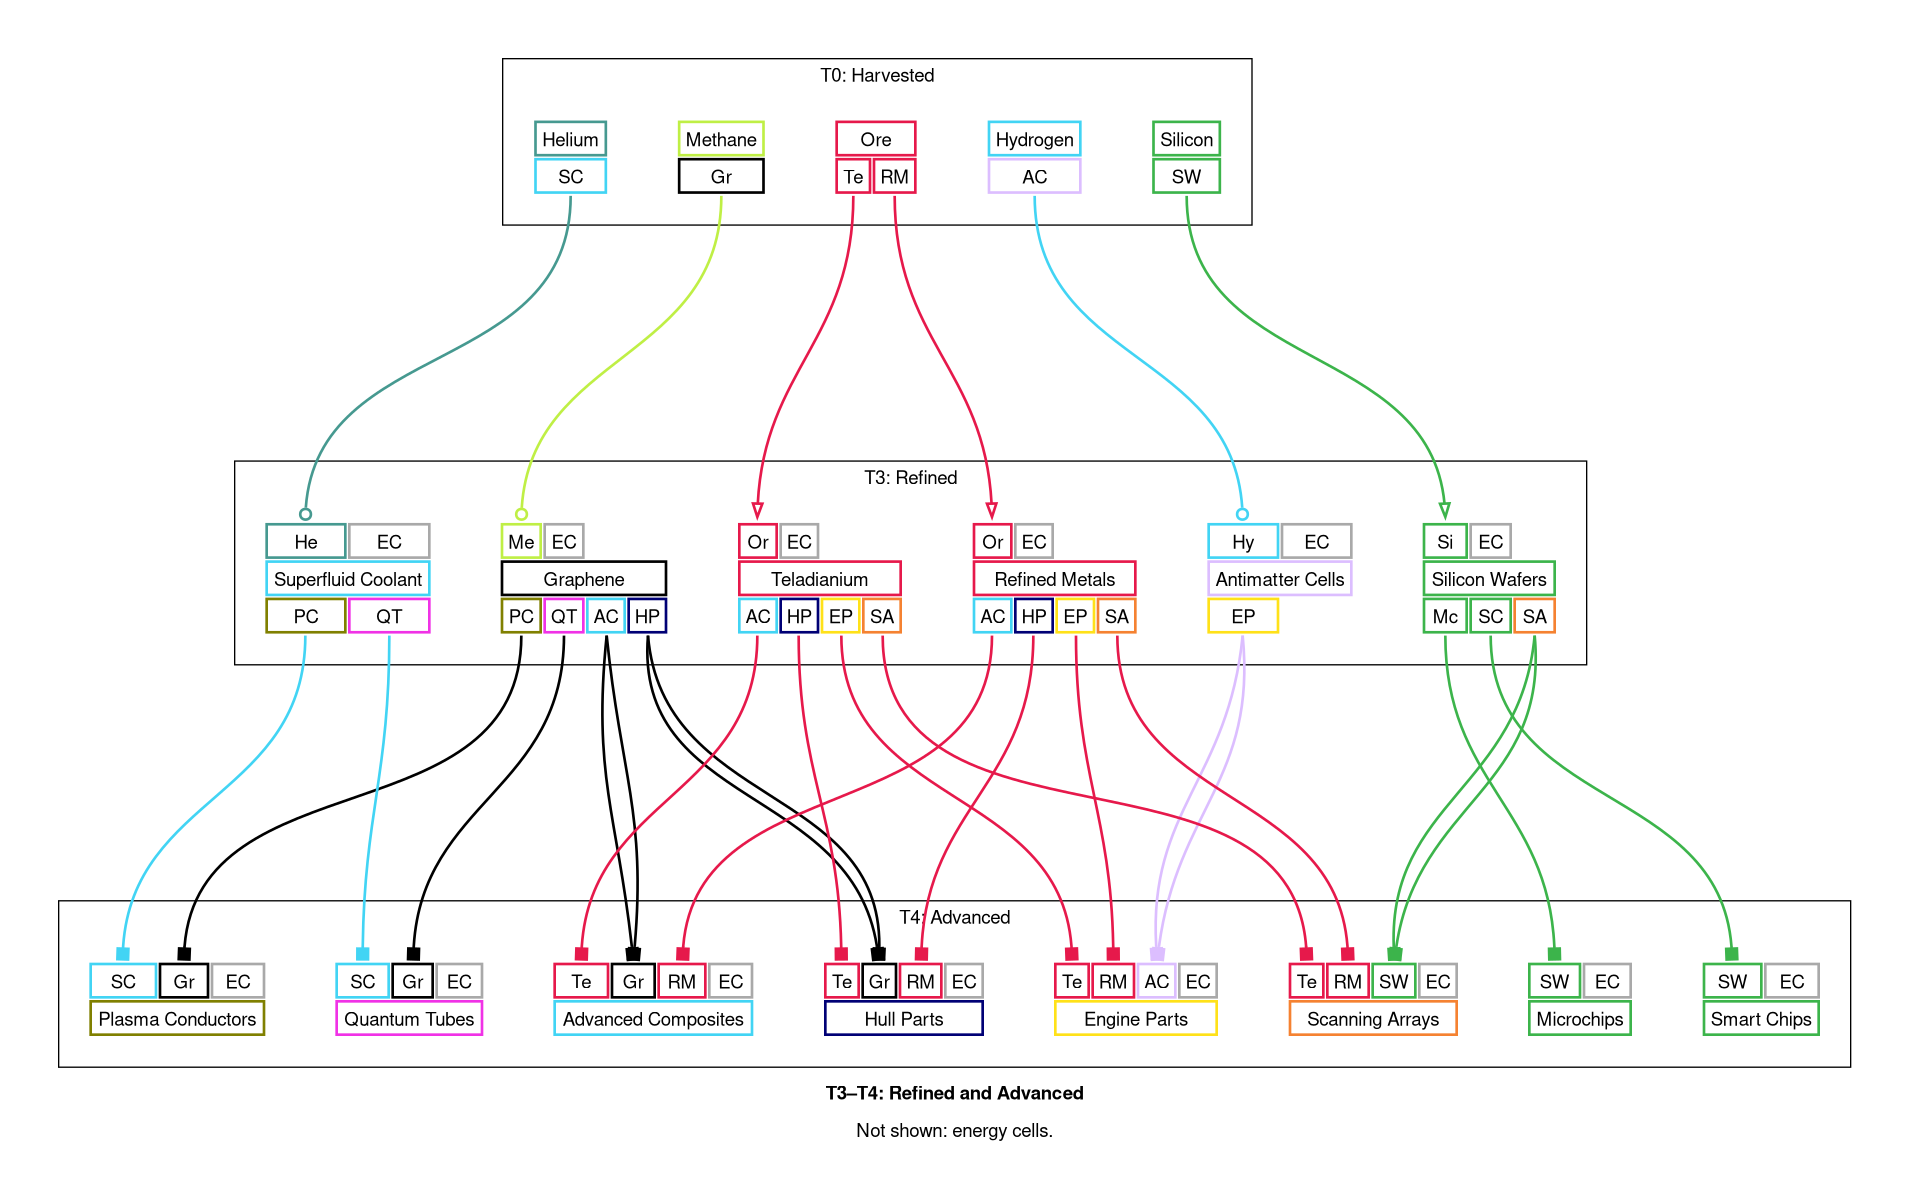 T0: Harvested
Helium Methane Ore Hydrogen Silicon
SC Gr Te RM AC SW
T3: Refined
He EC Me EC Or EC Or EC Hy EC Si EC
Superfluid Coolant Graphene Teladianium Refined Metals Antimatter Cells Silicon Wafers
PC QT PC QT AC HP AC HP EP SA AC HP EP SA EP Mc SC SA
T4: Advanced
SC Gr EC SC Gr EC Te Gr RM EC Te Gr RM EC Te RM AC EC Te RM SW EC SW EC SW EC
Plasma Conductors Quantum Tubes Advanced Composites Hull Parts Engine Parts Scanning Arrays Microchips Smart Chips
T3–T4: Refined and Advanced
Not shown: energy cells.